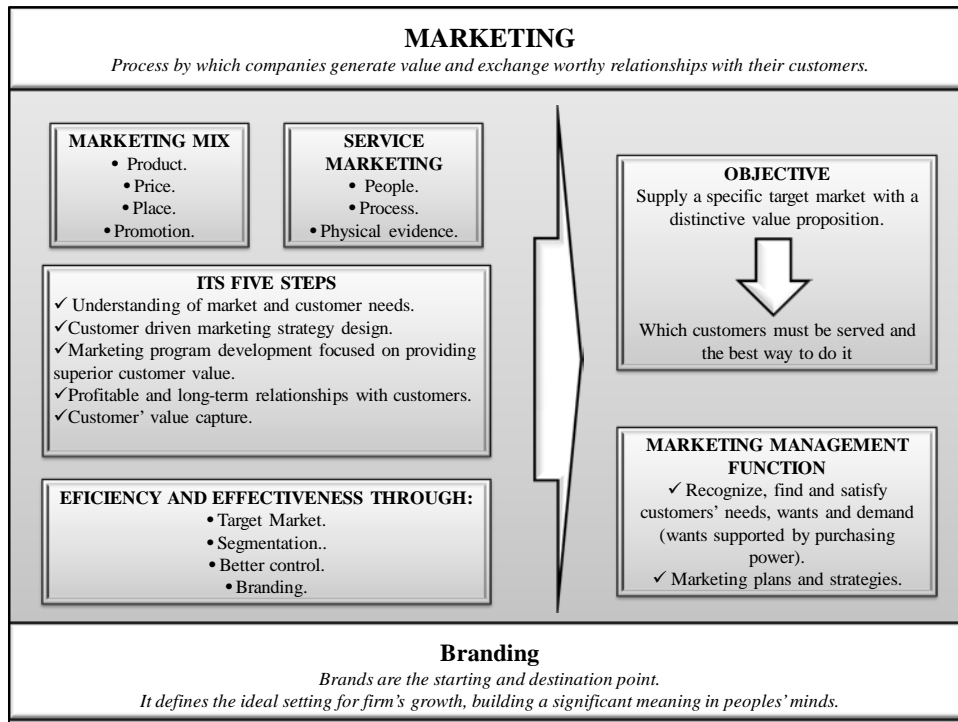 MARKETING
Process by which companies generate value and exchange worthy relationships with their customers.
MARKETING MIX
• Product.
• Price.
• Place.
• Promotion.
SERVICE
MARKETING
• People.
• Process.
• Physical evidence.
ITS FIVE STEPS
✓ Understanding of market and customer needs.
✓Customer driven marketing strategy design.
✓Marketing program development focused on providing
superior customer value.
✓Profitable and long-term relationships with customers.
✓Customer’ value capture.
EFICIENCY AND EFFECTIVENESS THROUGH:
• Target Market.
• Segmentation..
• Better control.
• Branding.
OBJECTIVE
Supply a specific target market with a
distinctive value proposition.
Which customers must be served and
the best way to do it
MARKETING MANAGEMENT
FUNCTION
✓ Recognize, find and satisfy
customers’ needs, wants and demand
(wants supported by purchasing
power).
✓ Marketing plans and strategies.
Branding
Brands are the starting and destination point.
It defines the ideal setting for firm’s growth, building a significant meaning in peoples’ minds.